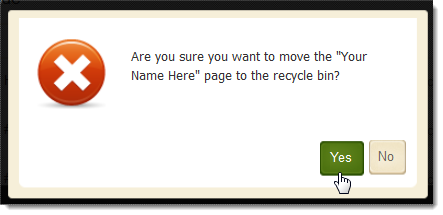 Are you sure you want to move the "Your
Name Here" page to the recycle bin?
Yes No